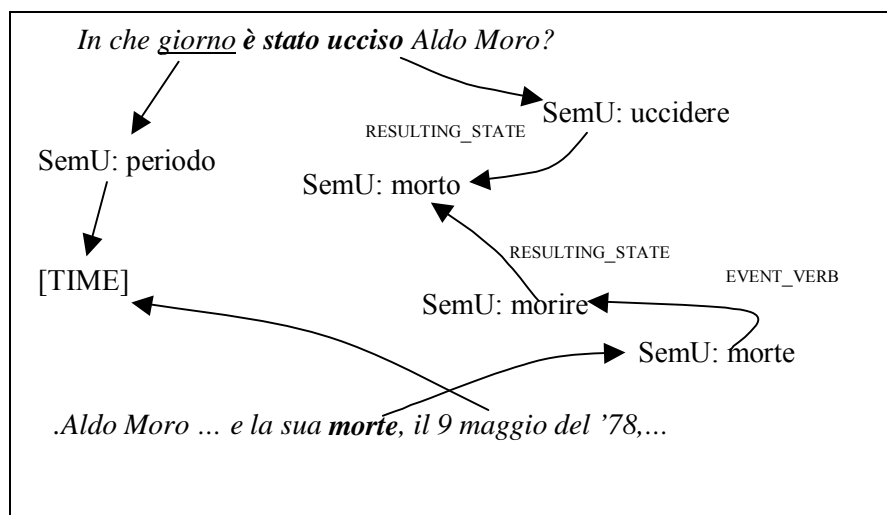 In che giorno è stato ucciso Aldo Moro?
SemU: uccidere
RESULTING_STATE
SemU: periodo
SemU: morto
RESULTING_STATE
[TIME]
EVENT_VERB
SemU: morire
SemU: morte
.Aldo Moro … e la sua morte, il 9 maggio del ’78,…